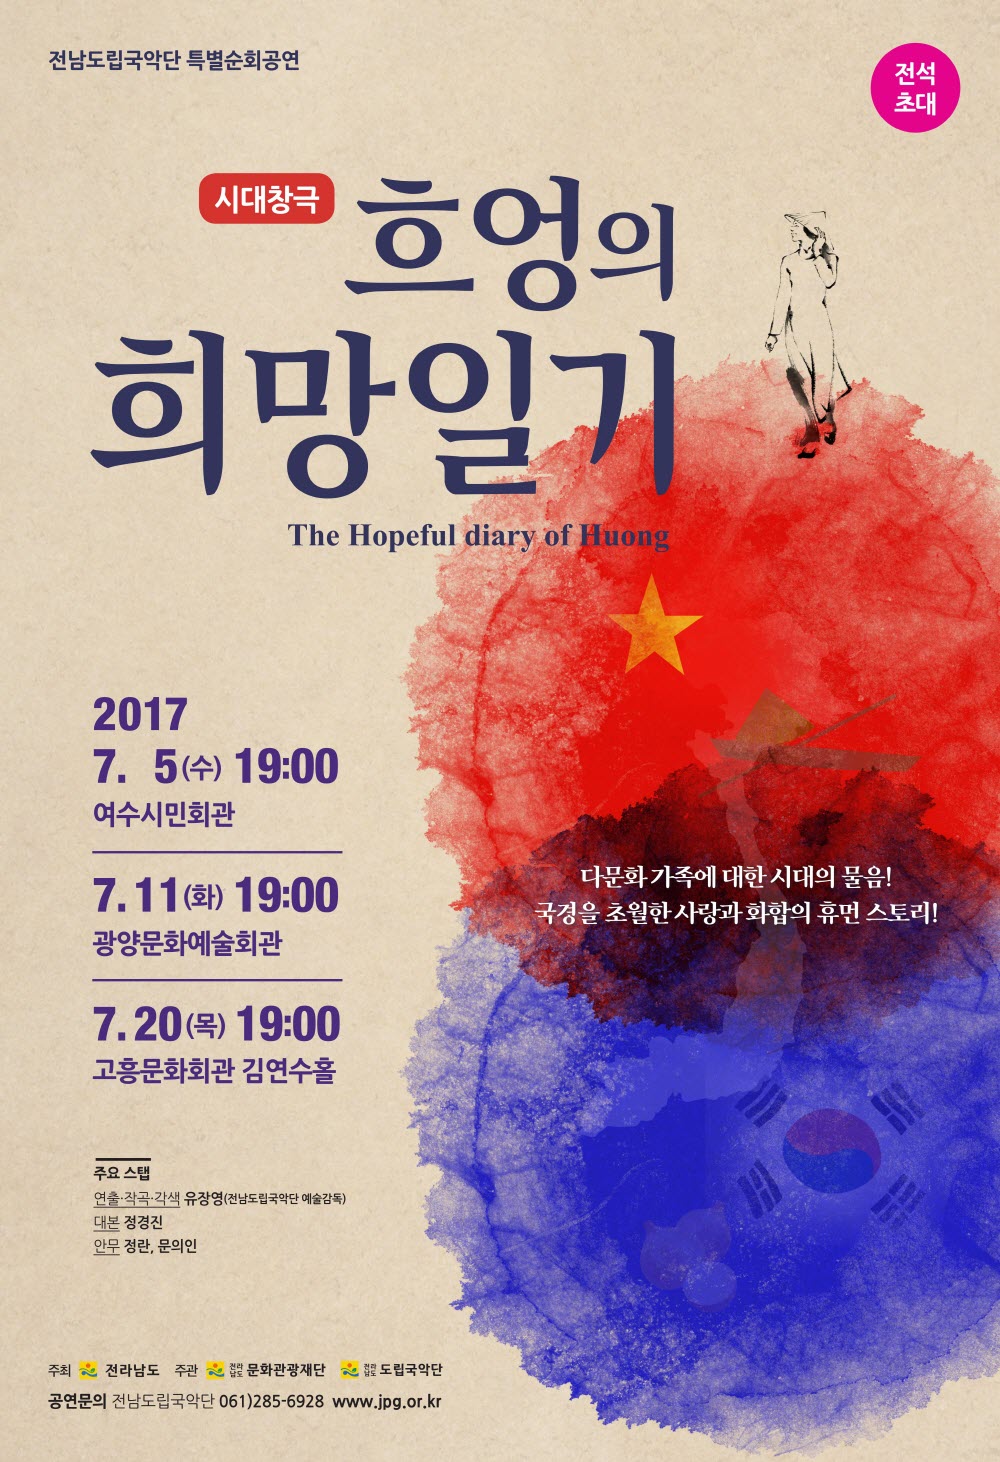 전남도립국악단 특별순회공연
전석
초대
시대창극
흐엉의
희망일기
The Hopeful diary of Huong
2017
7. 5(수) 19:00
여수시민회관
7. 11(화) 19:00
광양문화예술회관
7. 20(목) 19:00
고흥문화회관 김연수홀
다문화 가족에 대한 시대의 물음!
국경을 초월한 사랑과 화합의 휴먼 스토리!
주요 스탭
연출·작곡·각색 유장영(전남도립국악단 예술감독)
대본 정경진
안무 정란, 문의인
주최 전라남도 주관 전라남도 문화관광재단 전라남도 도립국악단
공연문의 전남도립국악단 061)285-6928 www.jpg.or.kr